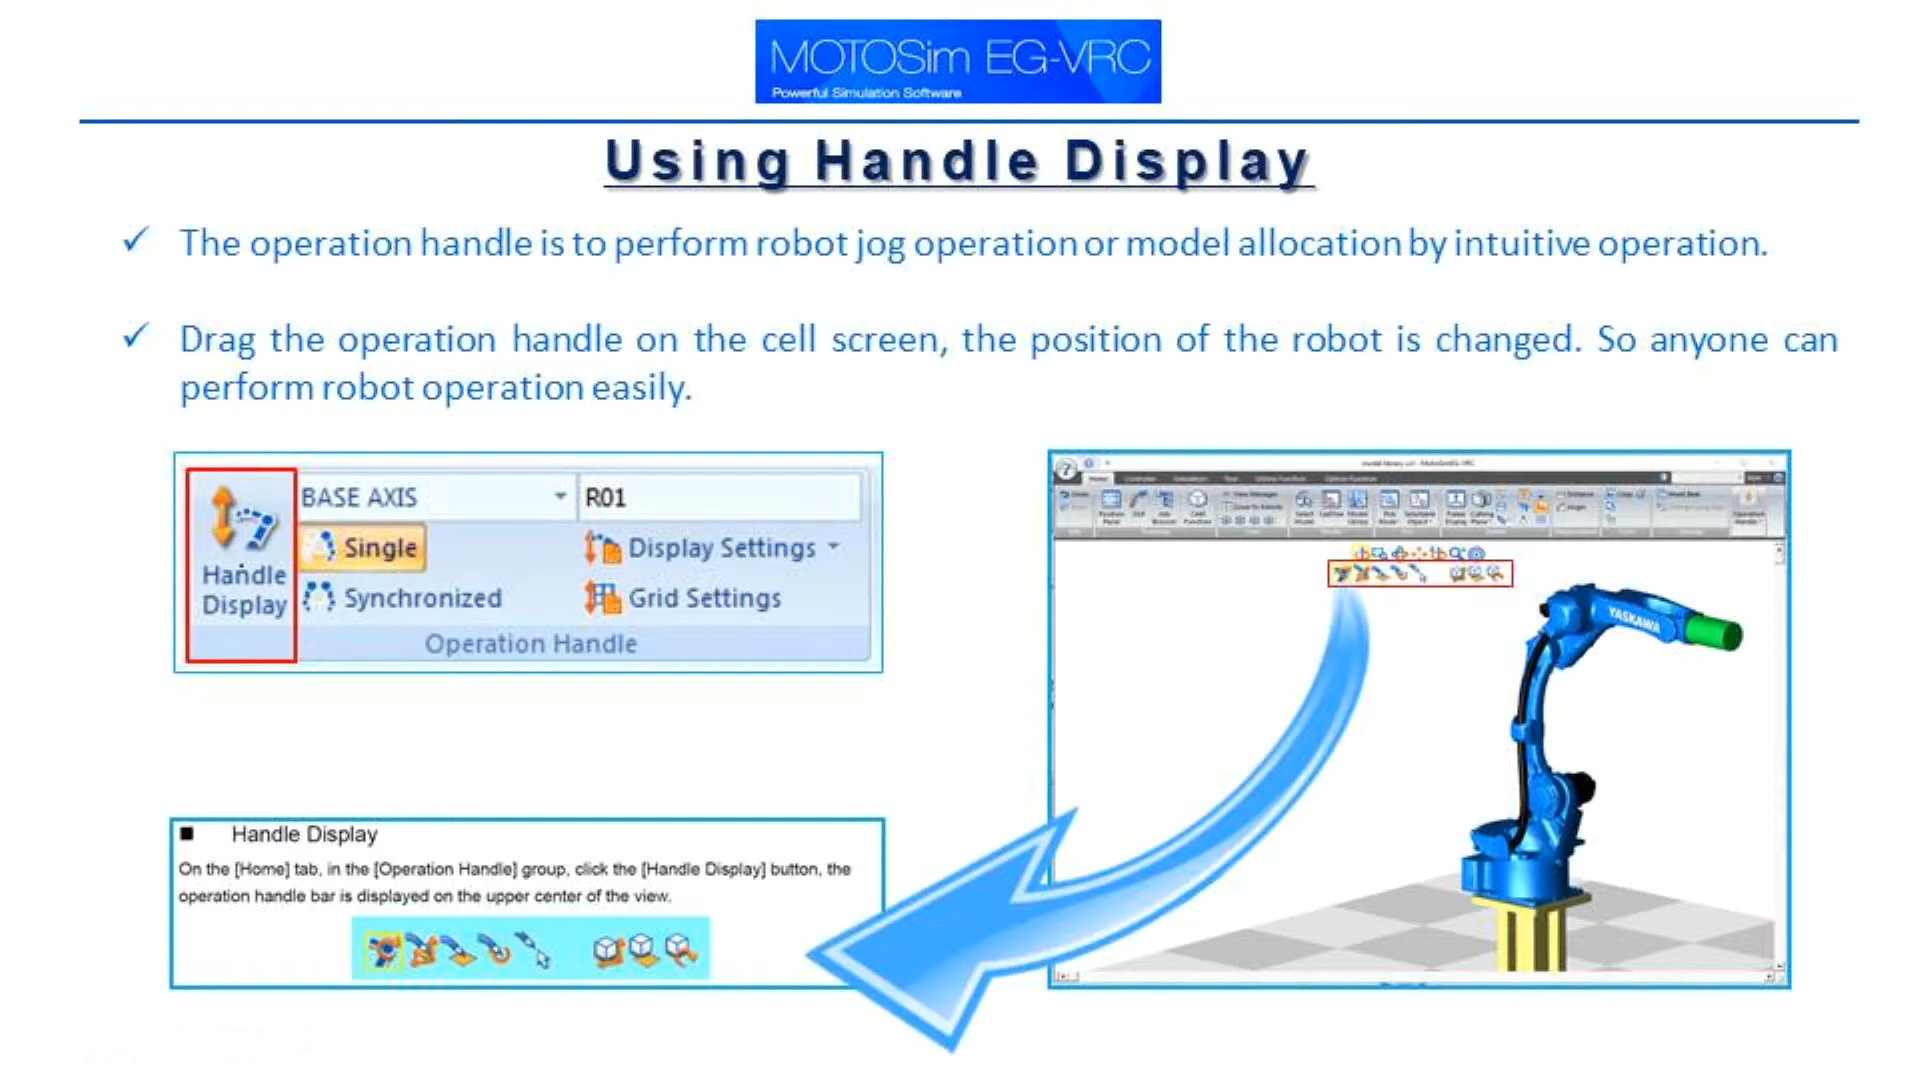 MOTOSim EG-VRC
Powerful Simulation Software
Using Handle Display
✓ The operation handle is to perform robot jog operation or model allocation by intuitive operation.
✓ Drag the operation handle on the cell screen, the position of the robot is changed. So anyone can
perform robot operation easily.
Handle
Display
BASE AXIS
R01
Single
Display Settings
Synchronized
Grid Settings
Operation Handle
■ Handle Display
On the [Home] tab, in the [Operation Handle] group, click the [Handle Display] button, the
operation handle bar is displayed on the upper center of the view.
YASKAWA